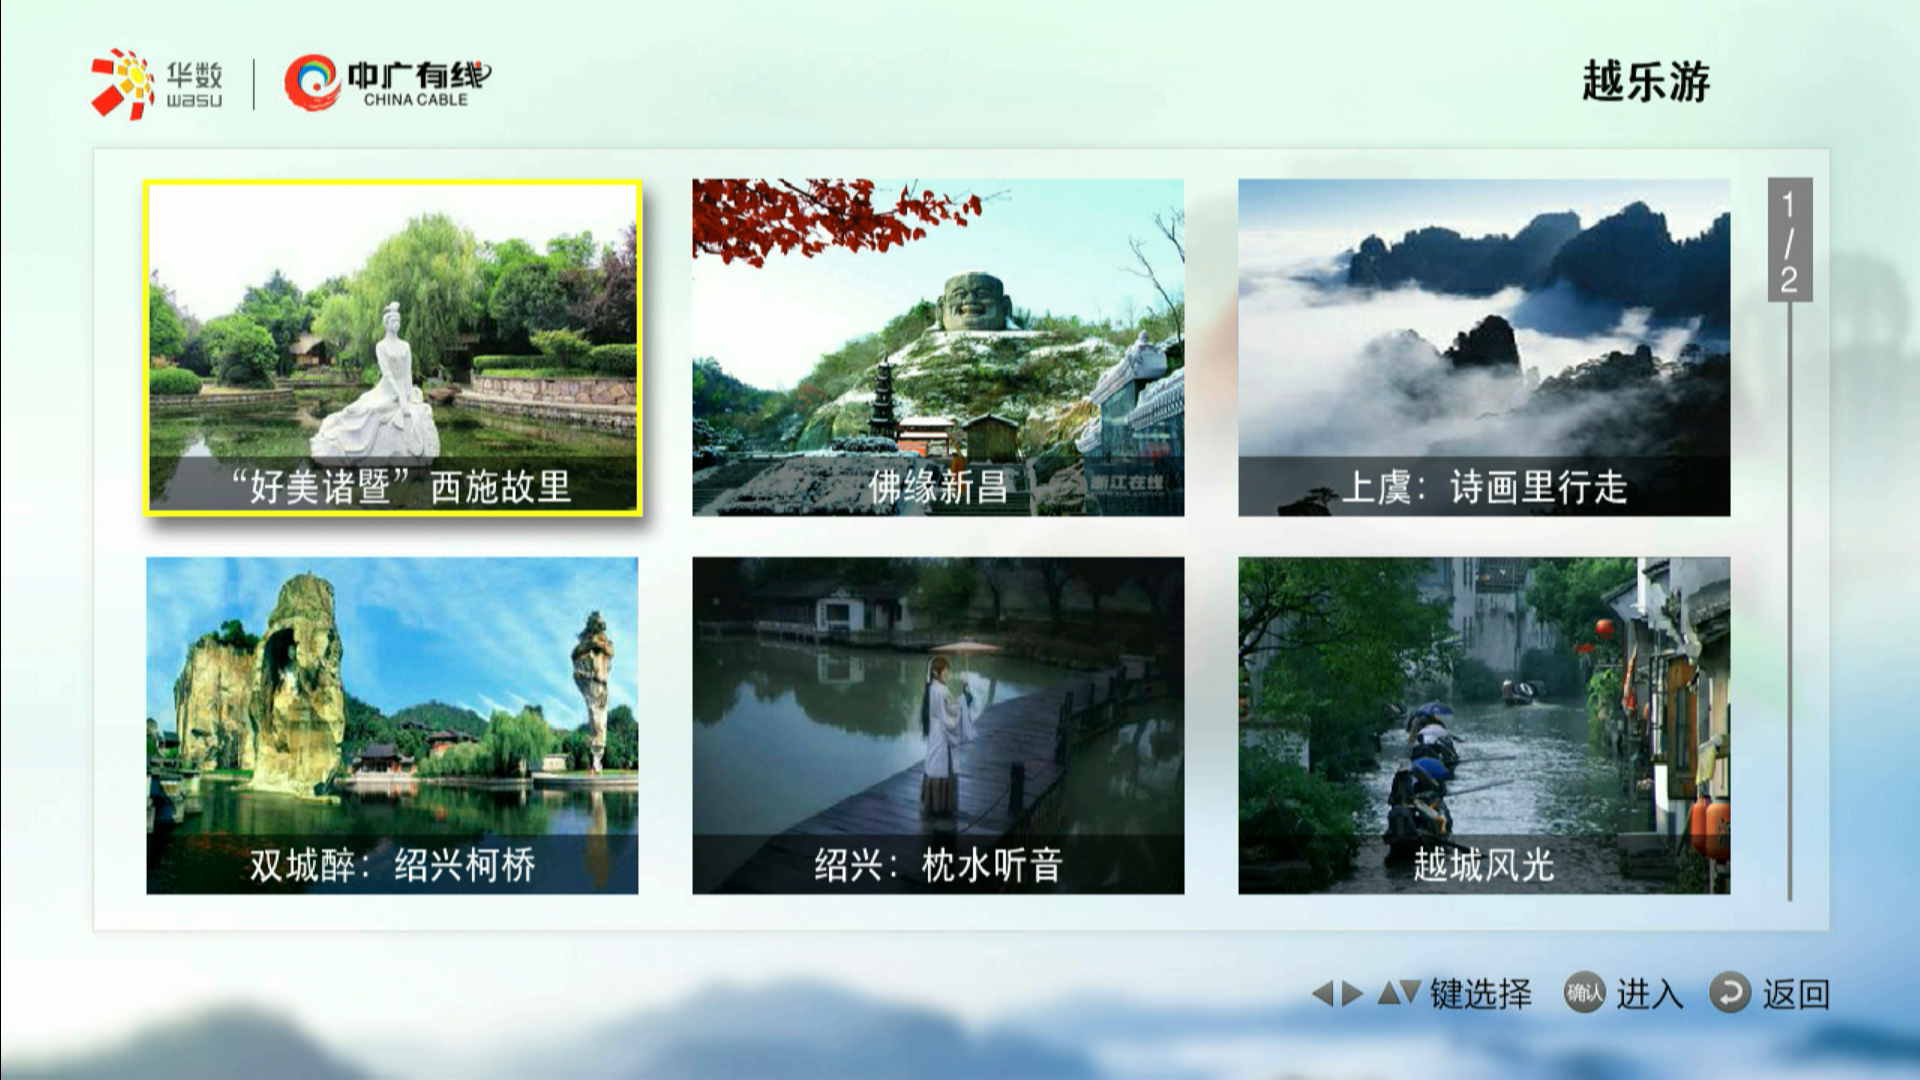 华数
wasu
中广有线
CHINA CABLE
越乐游
“好美诸暨”西施故里
佛缘新昌
浙江在线
上虞：诗画里行走
1
/
2
双城醉：绍兴柯桥
绍兴：枕水听音
越城风光
键选择
确认 进入
返回